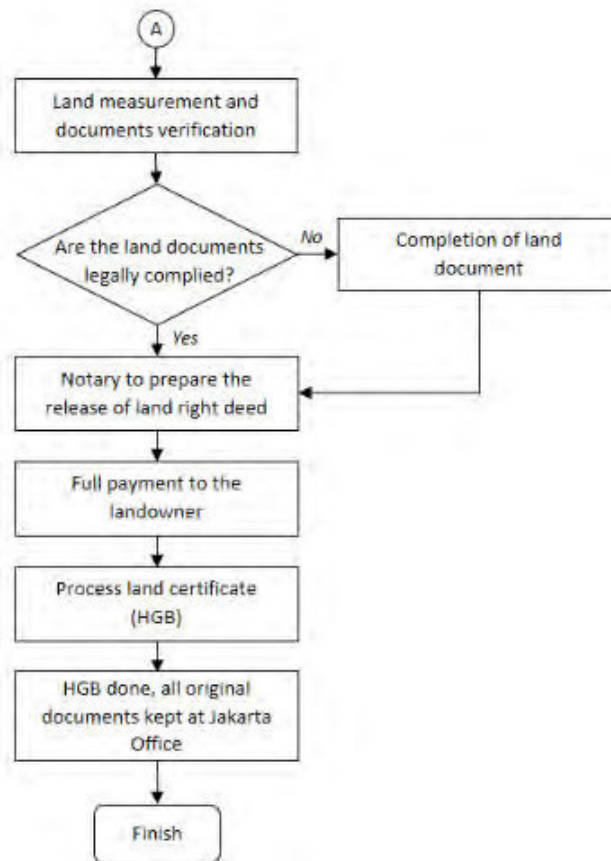 A
Land measurement and
documents verification
Are the land documents
legally complied?
No
Completion of land
document
Yes
Notary to prepare the
release of land right deed
Full payment to the
landowner
Process land certificate
(HGB)
HGB done, all original
documents kept at Jakarta
Office
Finish